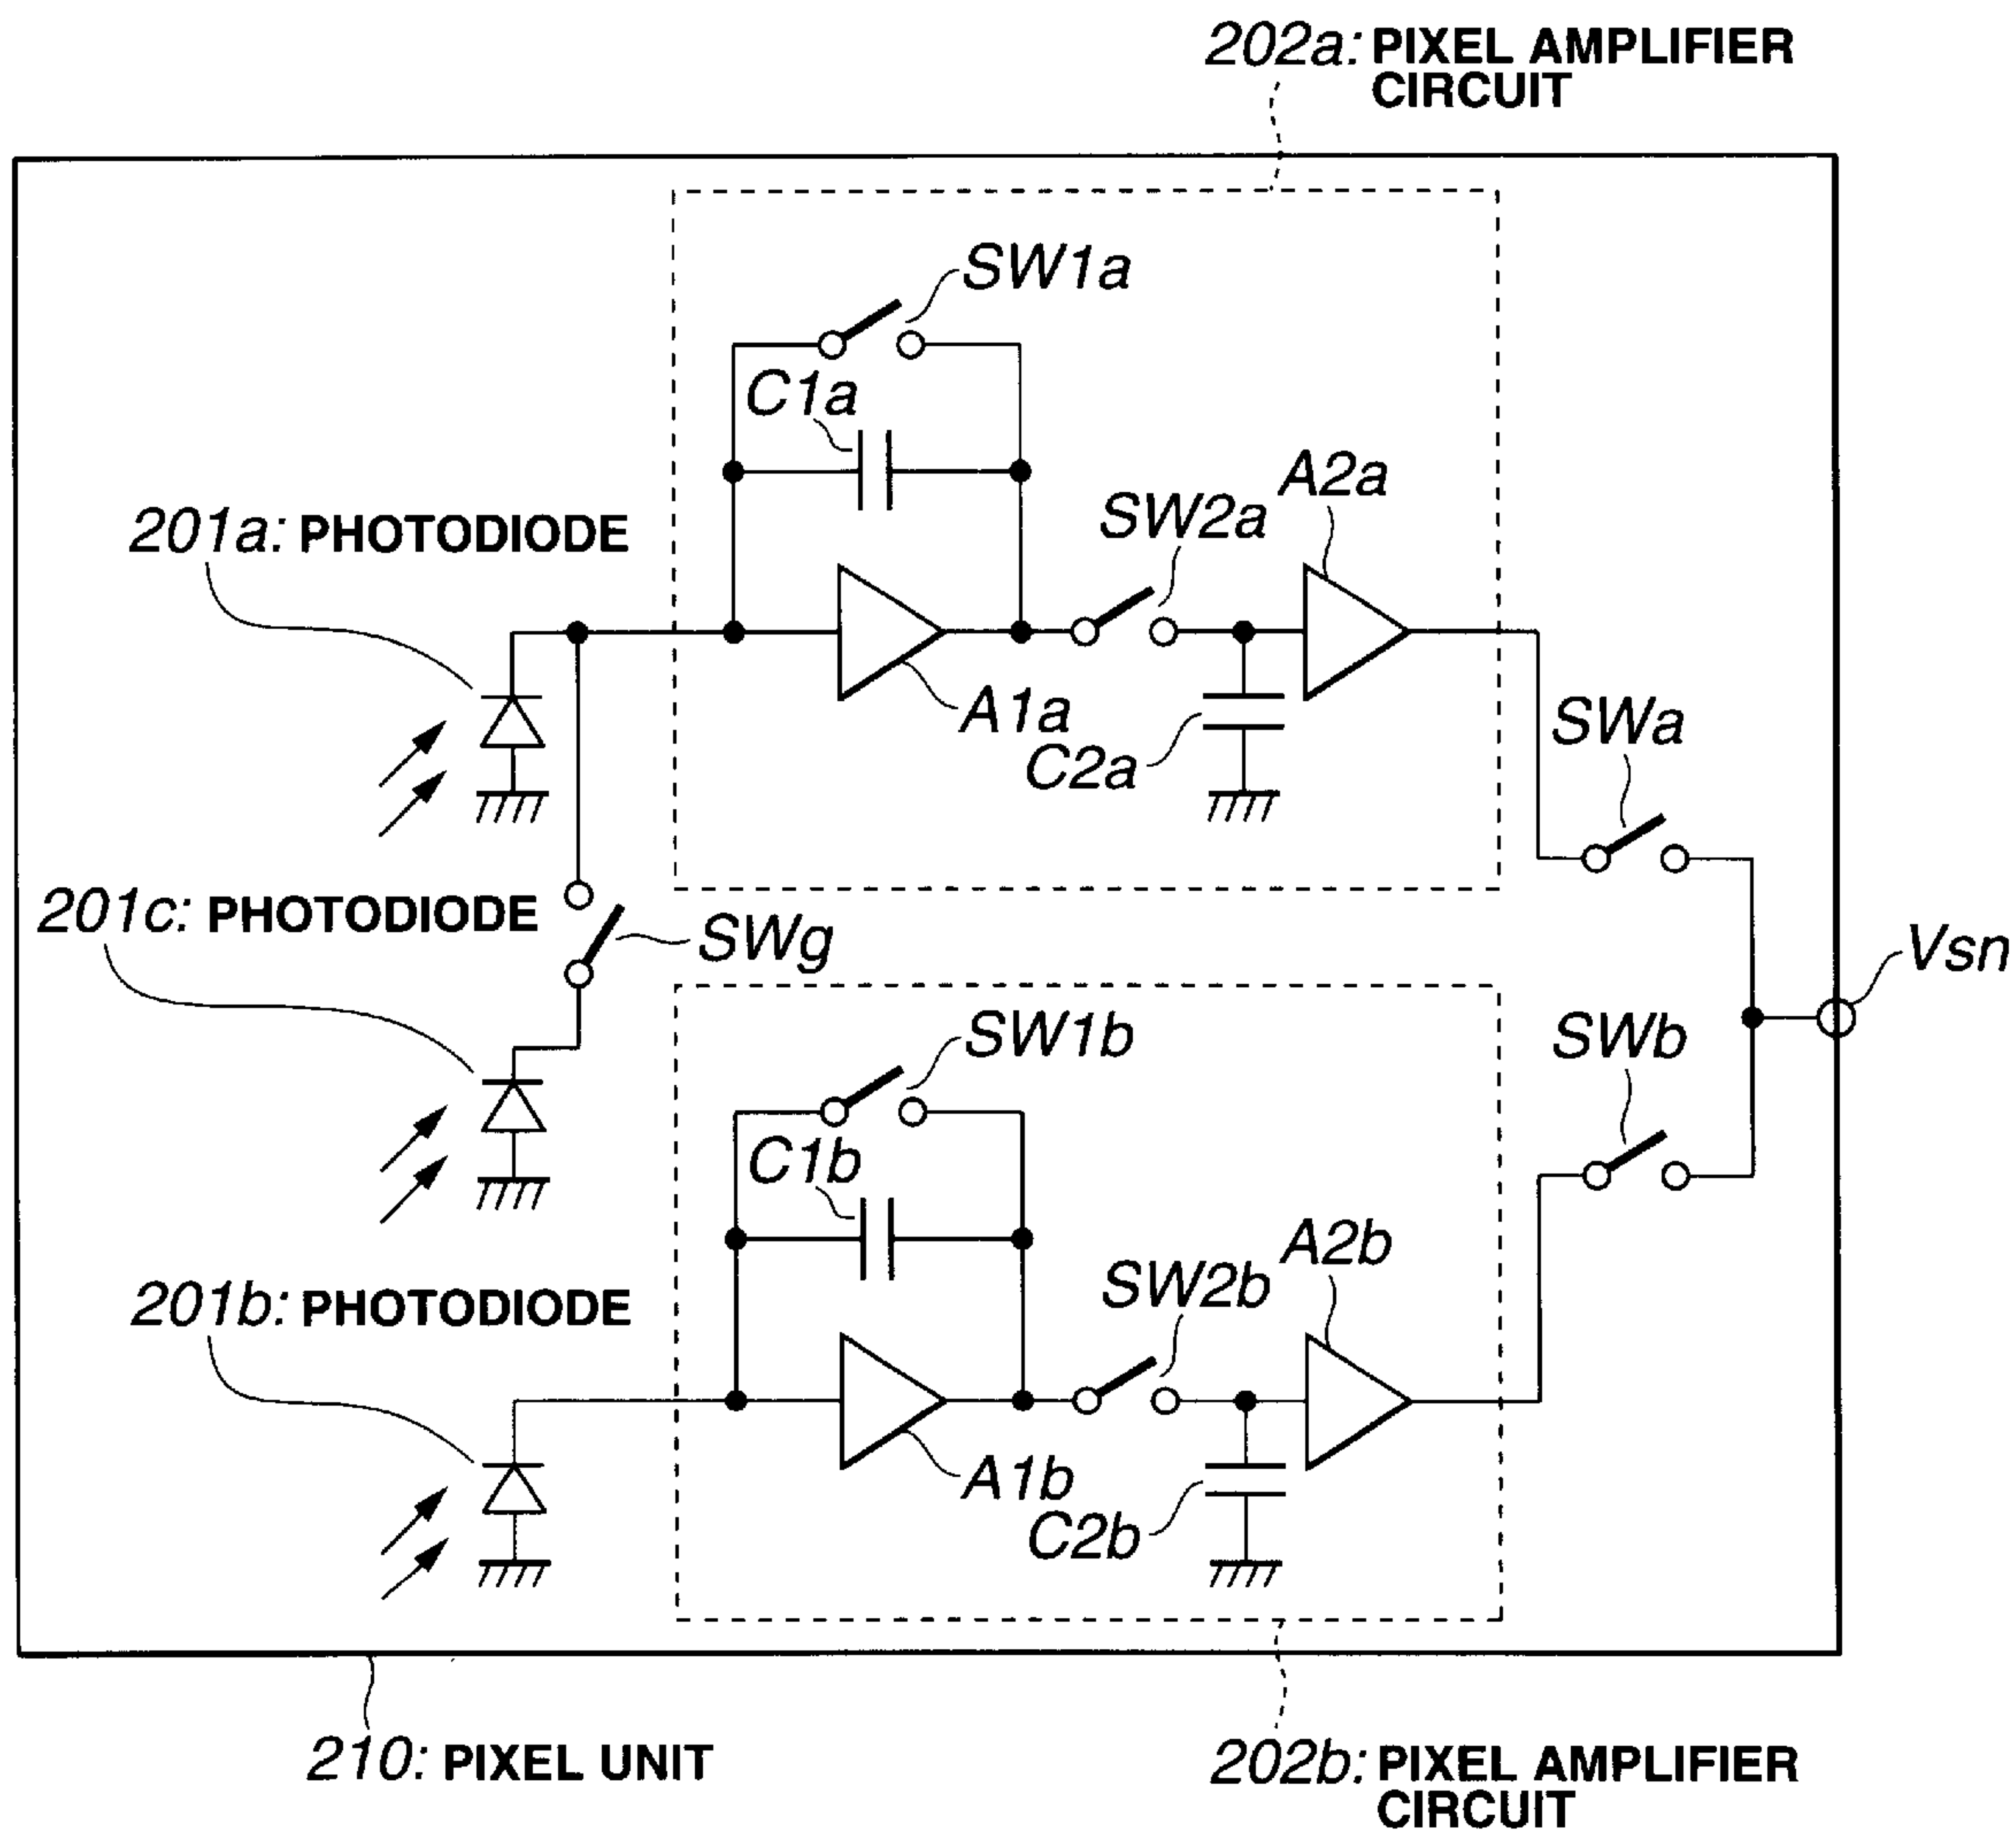 202a: PIXEL AMPLIFIER
CIRCUIT
SW1a
C1a
A2a
SW2a
201a: PHOTODIODE
A1a
SWa
C2a
201c: PHOTODIODE
SWg
Vsn
SW1b
SWb
C1b
A2b
SW2b
201b: PHOTODIODE
A1b
C2b
210: PIXEL UNIT
202b: PIXEL AMPLIFIER
CIRCUIT